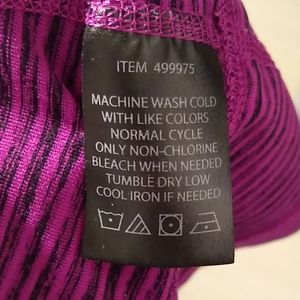 ITEM 499975
MACHINE WASH COLD
WITH LIKE COLORS
NORMAL CYCLE
ONLY NON-CHLORINE
BLEACH WHEN NEEDED
TUMBLE DRY LOW
COOL IRON IF NEEDED